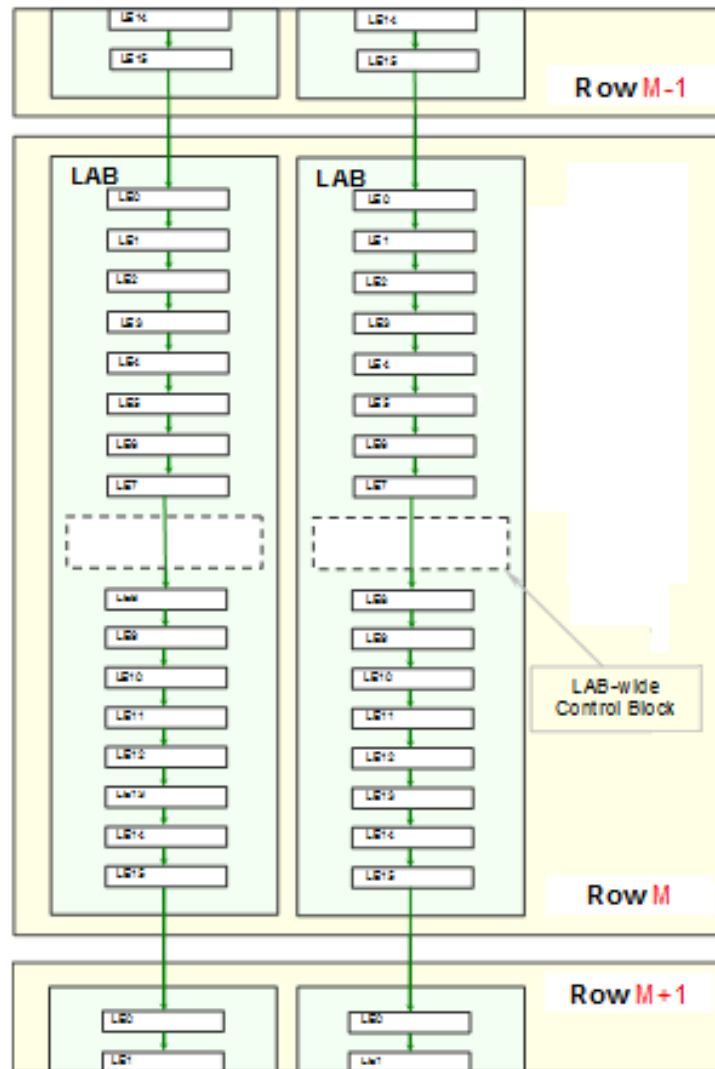 LE14
LE14
LE15
LE15
Row M-1
LAB
LAB
LE0
LE0
LE1
LE1
LE2
LE2
LE3
LE3
LE4
LE4
LE5
LE5
LE6
LE6
LE7
LE7
LE8
LE8
LE9
LE9
LE10
LE10
LAB-wide
Control Block
LE11
LE11
LE12
LE12
LE13
LE13
LE14
LE14
LE15
LE15
Row M
Row M+1
LE0
LE0
LE1
LE1